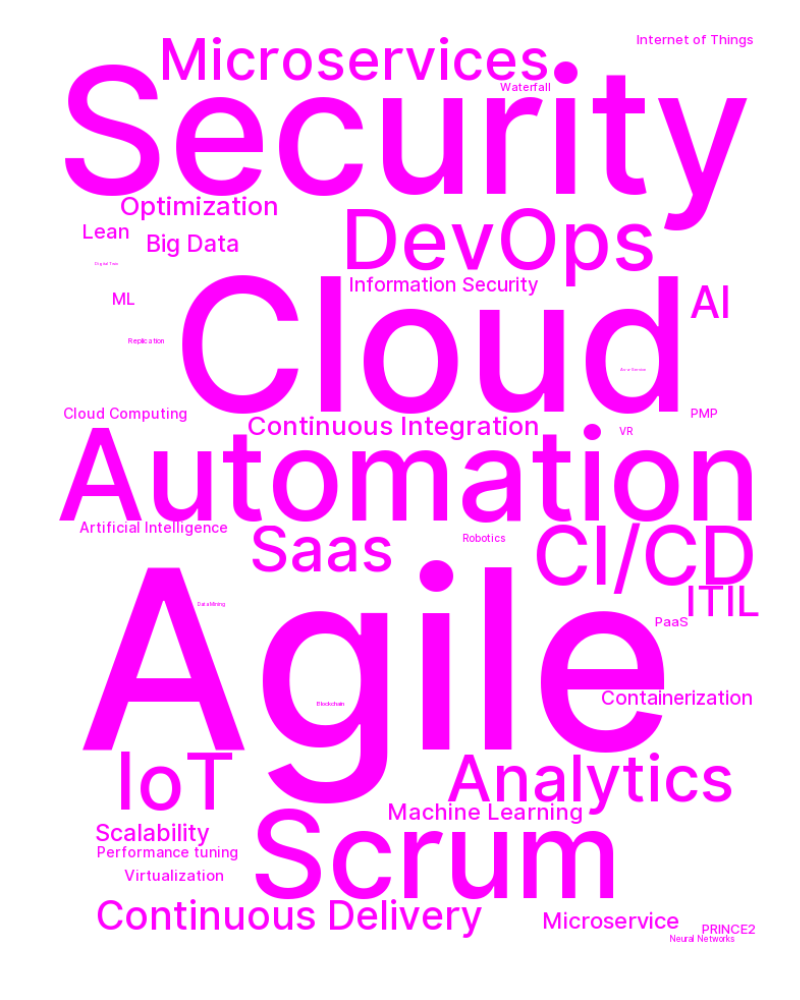 Internet of Things
Microservices
Waterfall
Security
Optimization
Lean
DevOps
Big Data
Digital Twin
Information Security
Cloud
ML
AI
Replication
Cloud Computing
PMP
Continuous Integration
VR
Automation
Artificial Intelligence
Robotics
Saas
CI/CD
ITIL
Data Mining
PaaS
Agile
Containerization
Blockchain
IoT
Analytics
Machine Learning
Scalability
Scrum
Performance tuning
Virtualization
Continuous Delivery
Microservice
PRINCE2
Neural Networks